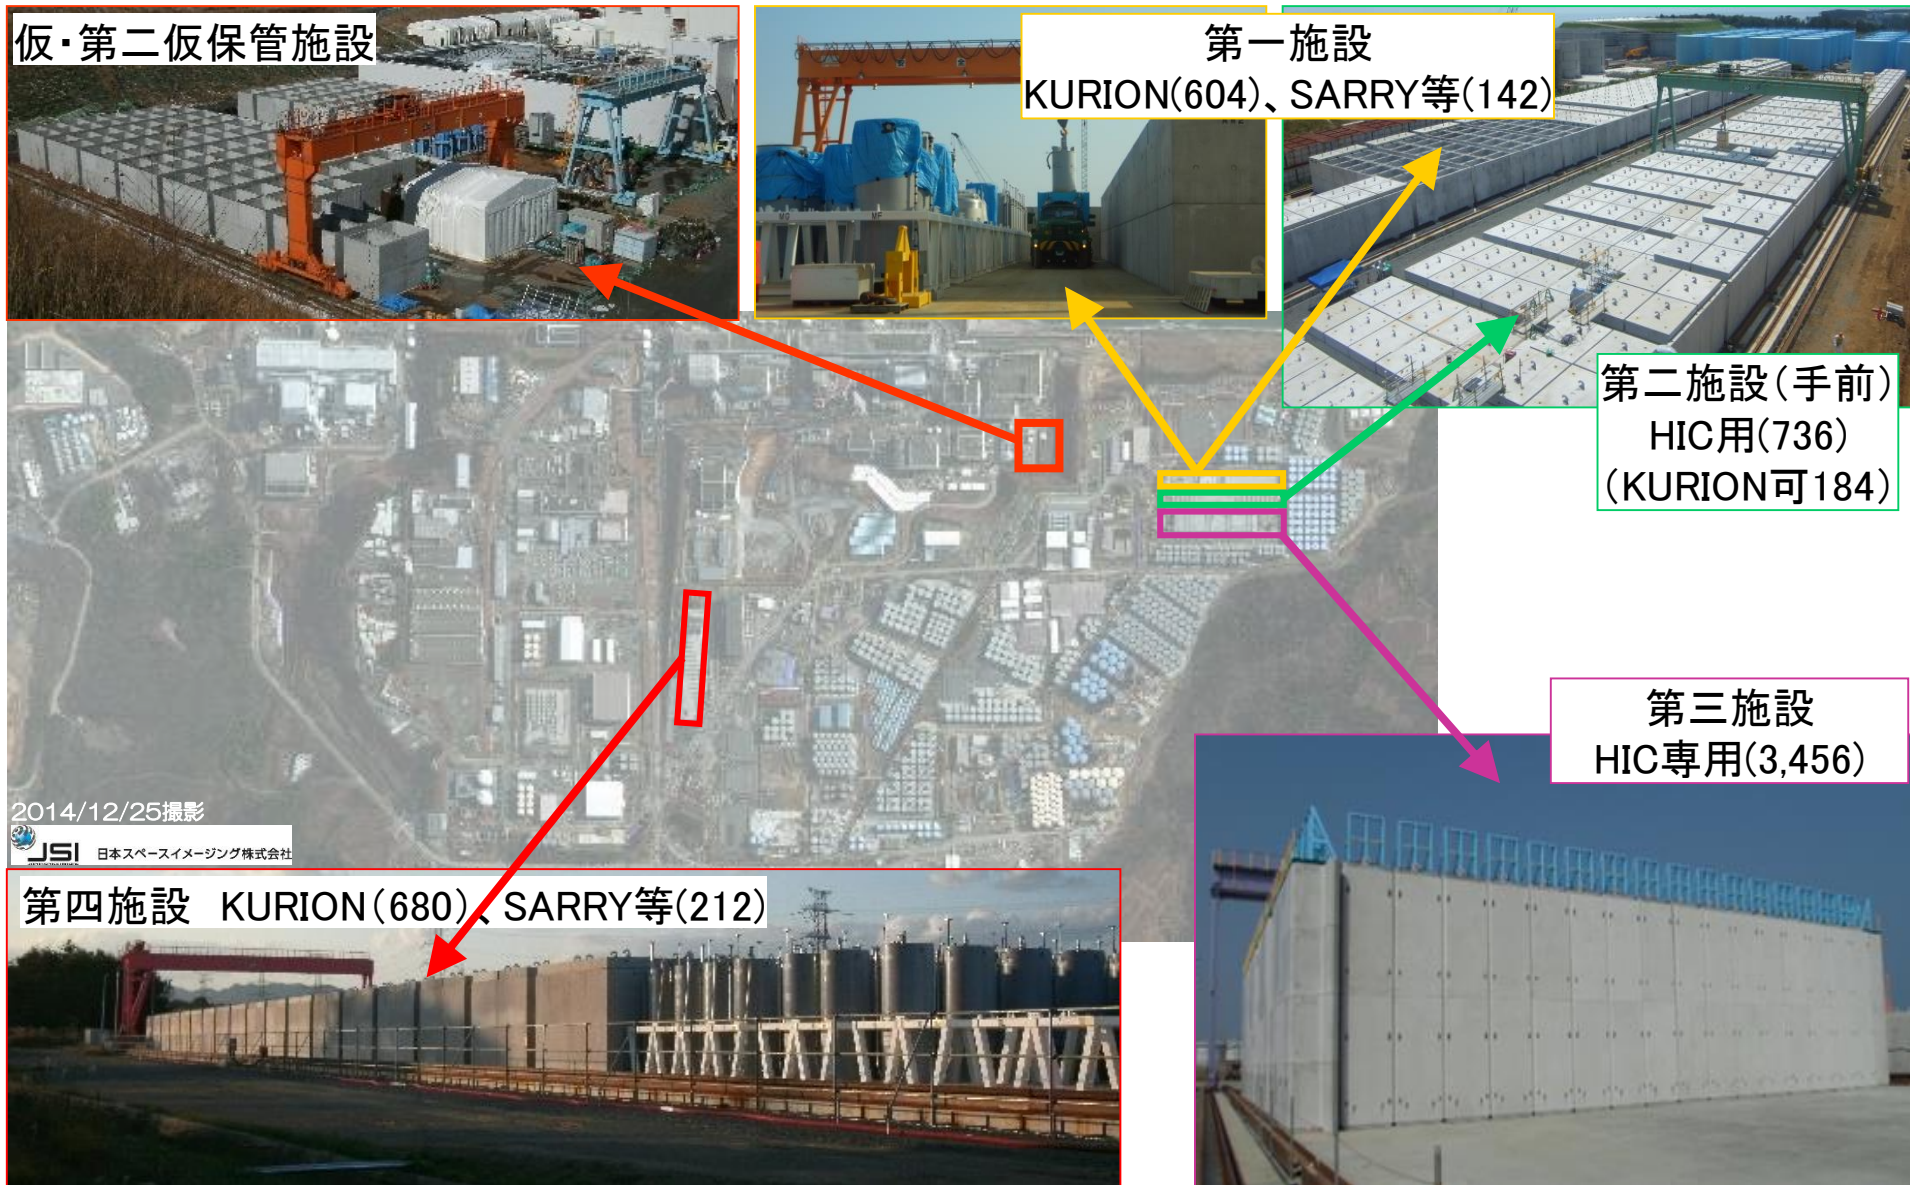 仮・第二仮保管施設
第一施設
KURION(604)、SARRY等(142)
第二施設(手前)
HIC用(736)
(KURION可184)
第三施設
HIC専用(3,456)
2014/12/25撮影
JSI 日本スペースイメージング株式会社
第四施設 KURION(680)、SARRY等(212)
MG MF